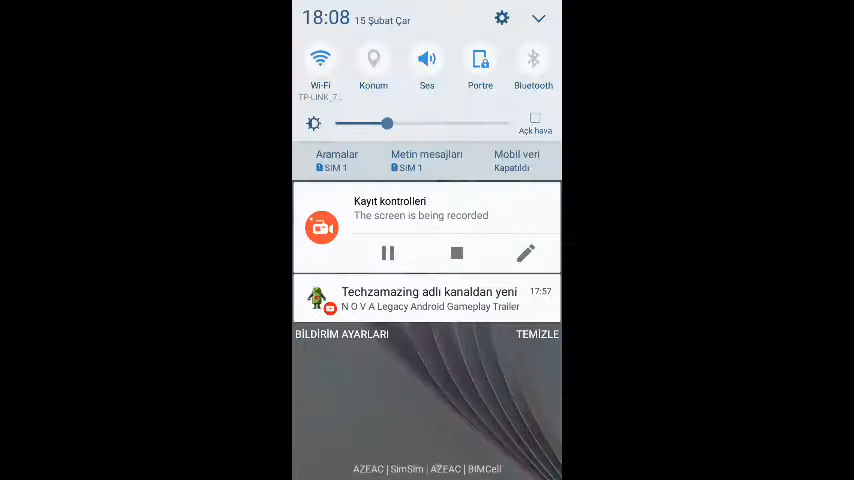 18:08 15 Şubat Çar
Wi-Fi Konum Ses Portre Bluetooth
TP-LINK_7...
Açık hava
Aramalar Metin mesajları Mobil veri
1 SIM 1 1 SIM 1 Kapatıldı
Kayıt kontrolleri
The screen is being recorded
Techzamazing adlı kanaldan yeni 17:57
N O V A Legacy Android Gameplay Trailer
BİLDİRİM AYARLARI TEMİZLE
AZEAC | SimSim | AZEAC | BIMCell